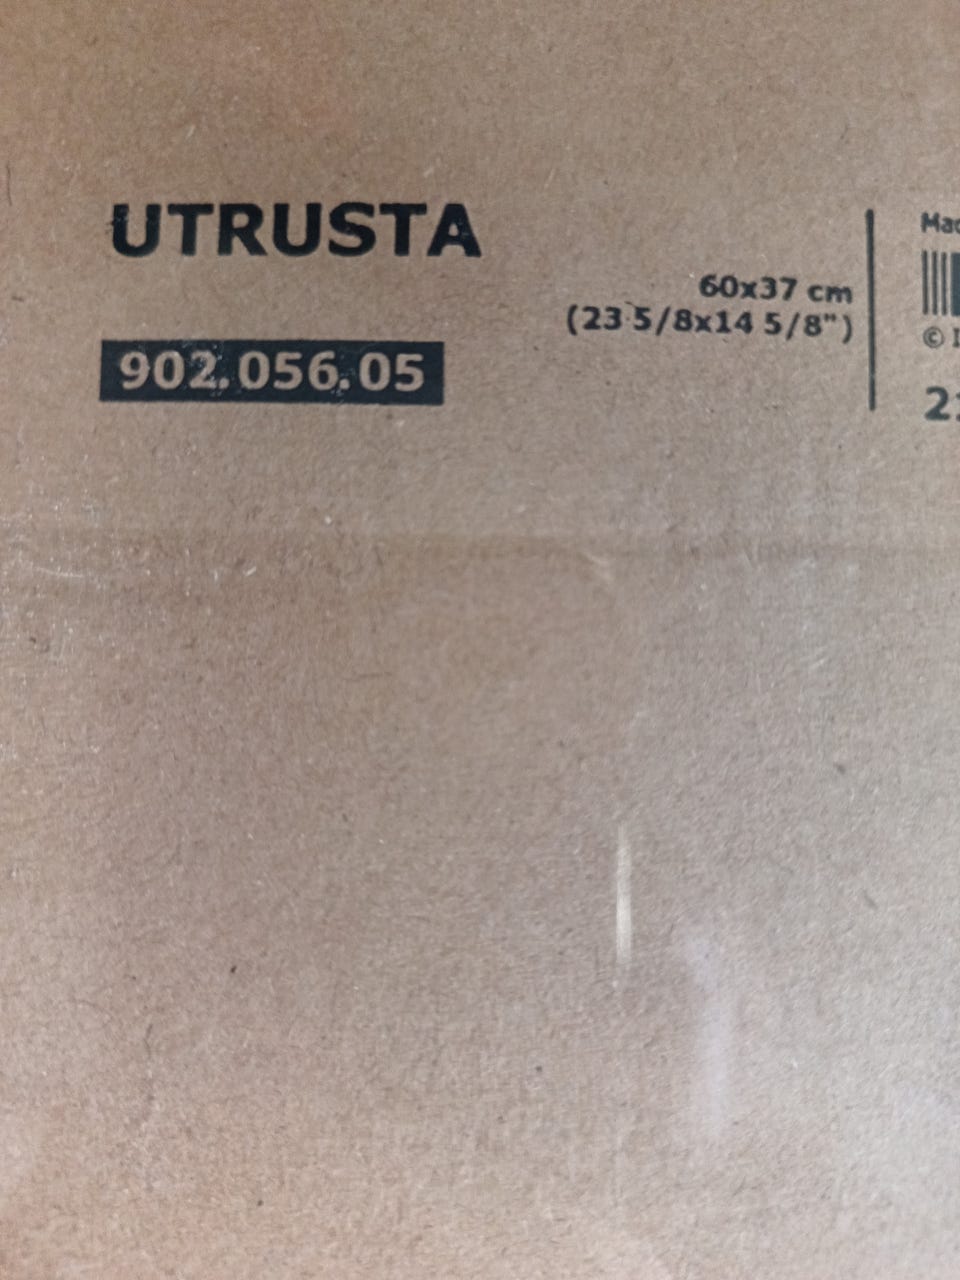 UTRUSTA
60x37 cm
(23 5/8x14 5/8")
902.056.05
©